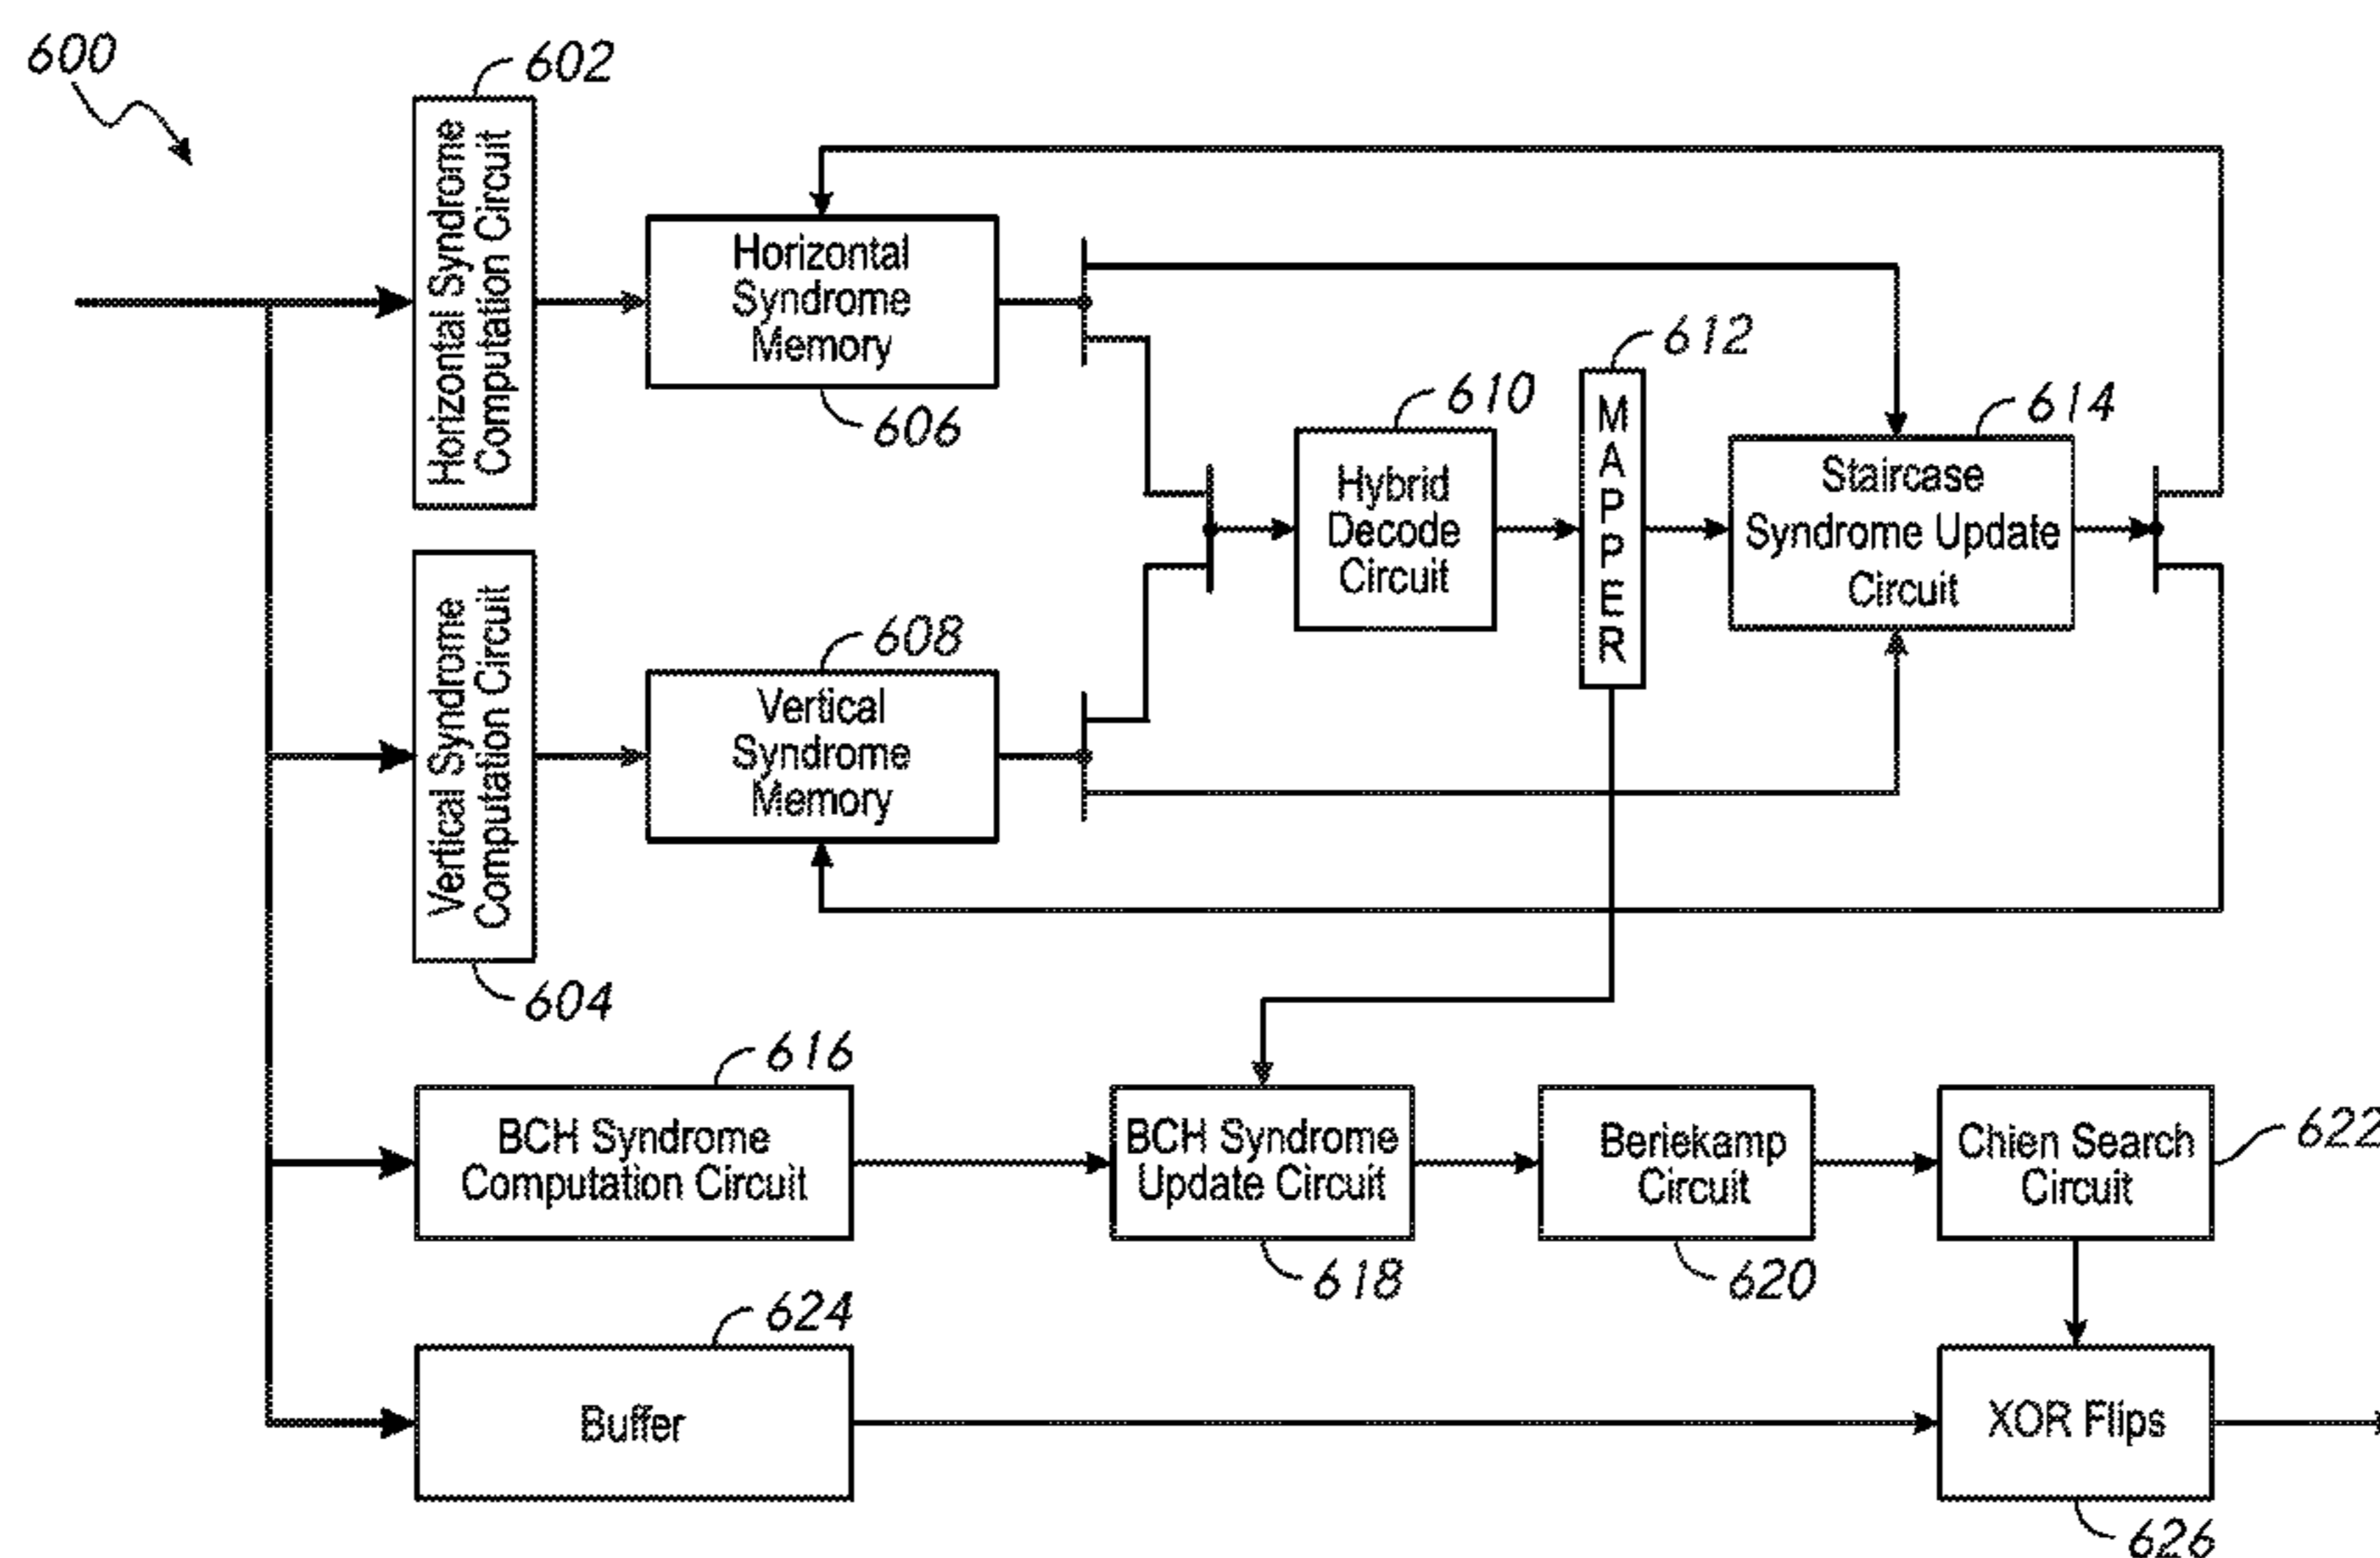 600
602
Horizontal Syndrome
Computation Circuit
Horizontal
Syndrome
Memory
606
612
MAPPER
610
Hybrid
Decode
Circuit
614
Staircase
Syndrome Update
Circuit
Vertical Syndrome
Computation Circuit
604
608
Vertical
Syndrome
Memory
616
BCH Syndrome
Computation Circuit
BCH Syndrome
Update Circuit
618
Beriekamp
Circuit
620
Chien Search
Circuit
622
624
Buffer
XOR Flips
626